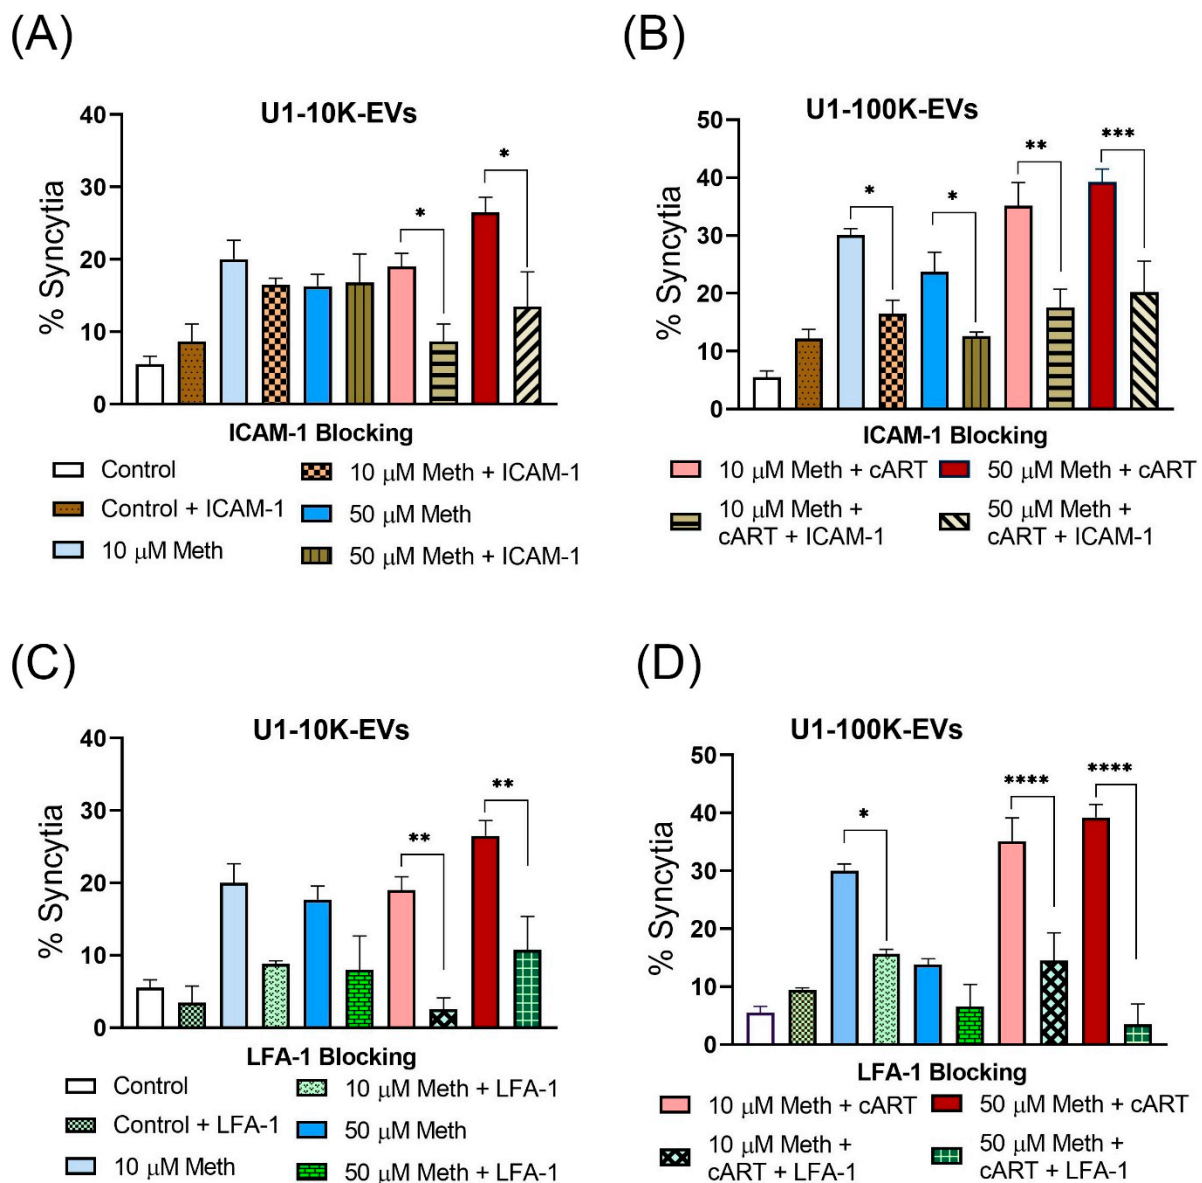 (A)
U1-10K-EVs
% Syncytia
40
30
20
10
0
*
*
ICAM-1 Blocking
Control
Control + ICAM-1
10 μM Meth
10 μM Meth + ICAM-1
50 μM Meth
50 μM Meth + ICAM-1
(B)
U1-100K-EVs
% Syncytia
50
40
30
20
10
0
*
*
**
***
ICAM-1 Blocking
10 μM Meth + cART
10 μM Meth +
cART + ICAM-1
50 μM Meth + cART
50 μM Meth +
cART + ICAM-1
(C)
U1-10K-EVs
% Syncytia
40
30
20
10
0
**
**
LFA-1 Blocking
Control
Control + LFA-1
10 μM Meth
10 μM Meth + LFA-1
50 μM Meth
50 μM Meth + LFA-1
(D)
U1-100K-EVs
% Syncytia
50
40
30
20
10
0
*
****
****
LFA-1 Blocking
10 μM Meth + cART
10 μM Meth +
cART + LFA-1
50 μM Meth + cART
50 μM Meth +
cART + LFA-1